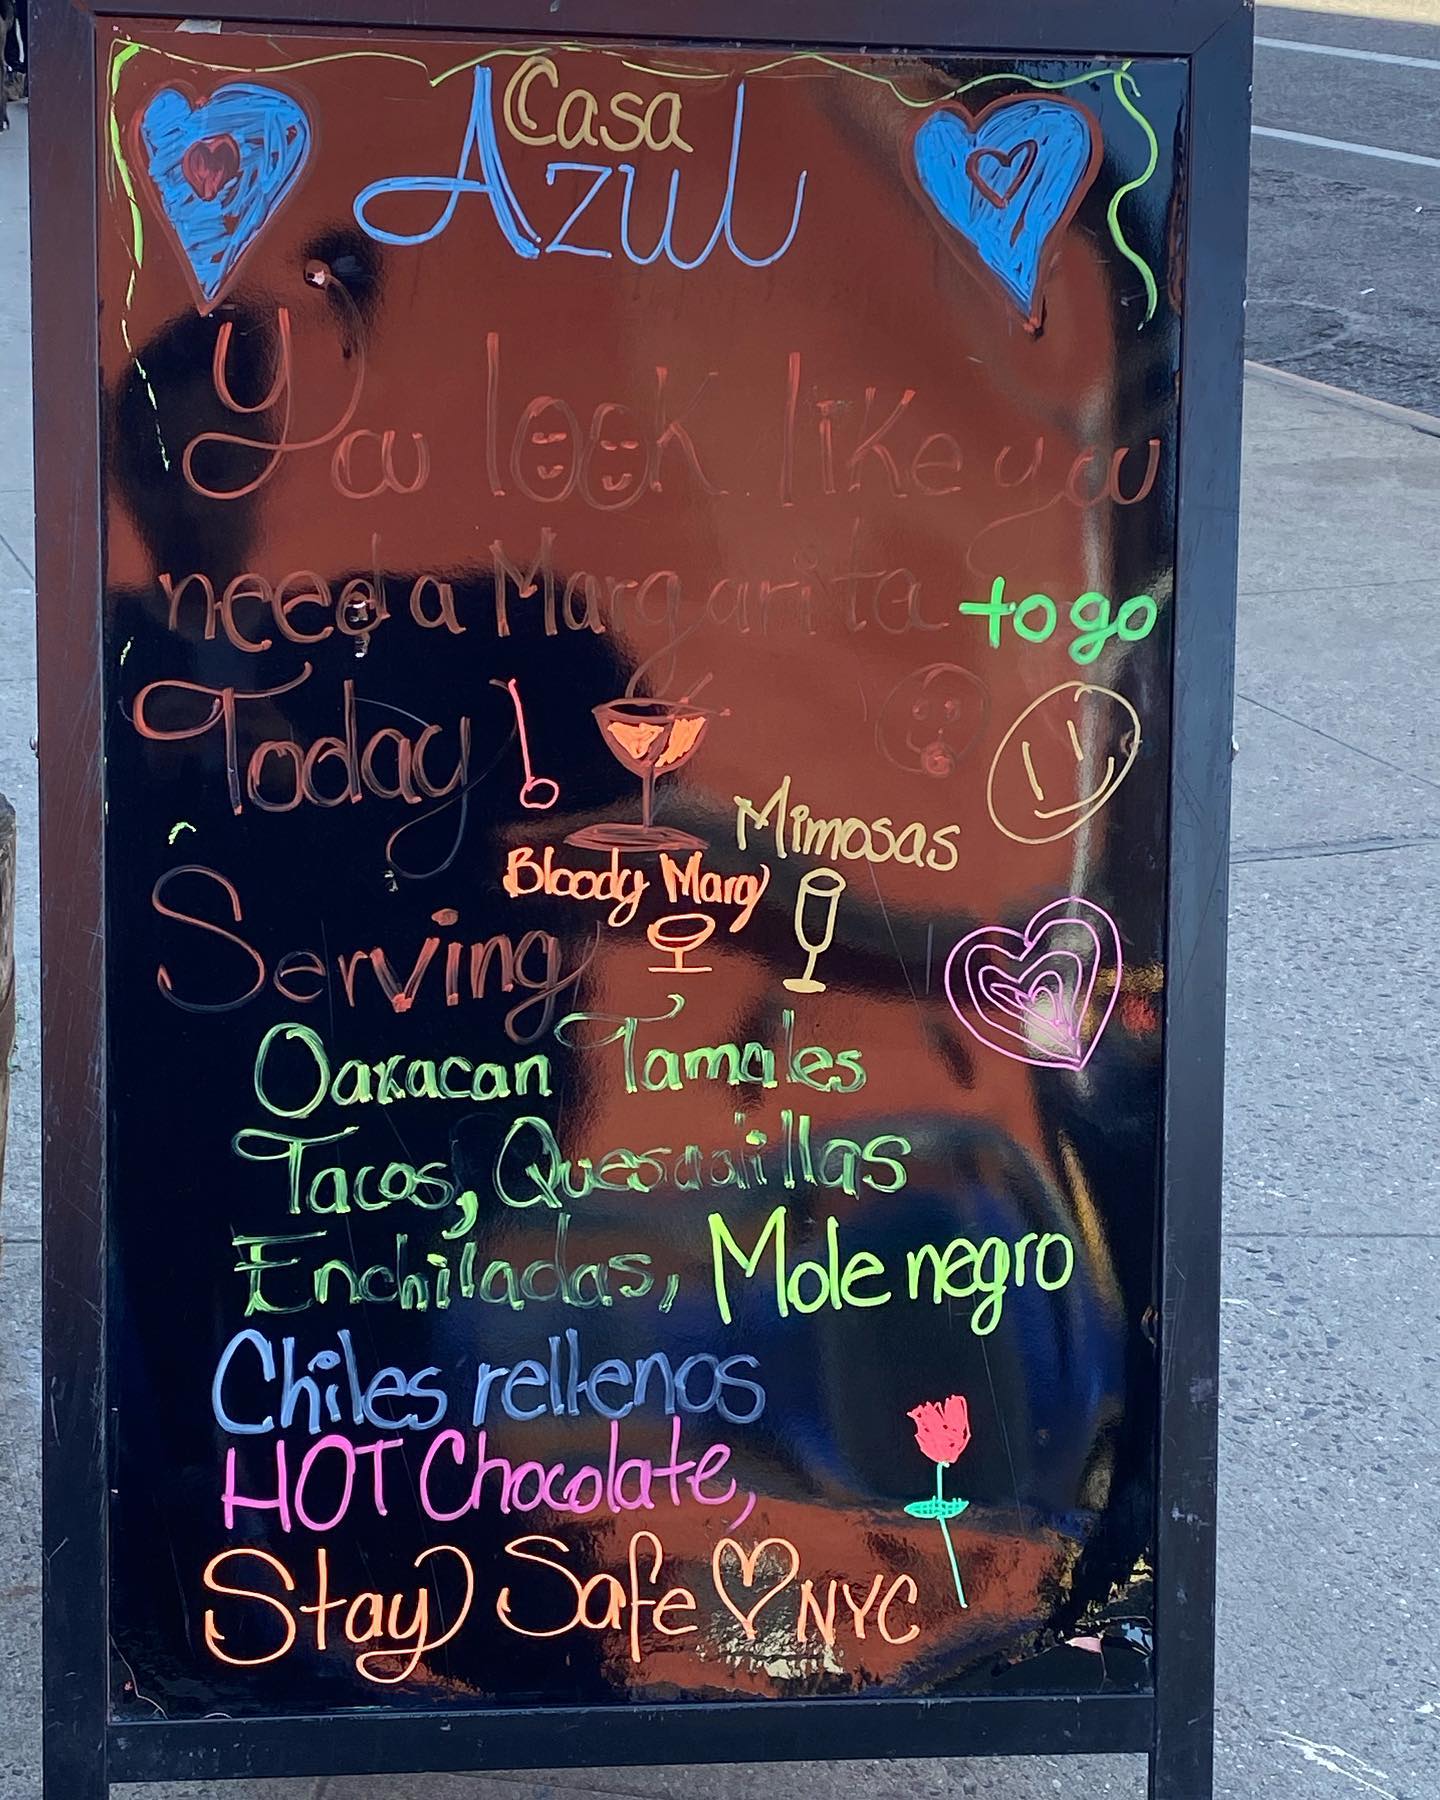 Casa
Azul
You look like you
need a Margarita to go
Today!
Mimosas
Bloody Mary
Serving
Oaxacan Tamales
Tacos, Quesadillas
Enchiladas, Mole negro
Chiles rellenos
HOT Chocolate,
Stay Safe NYC